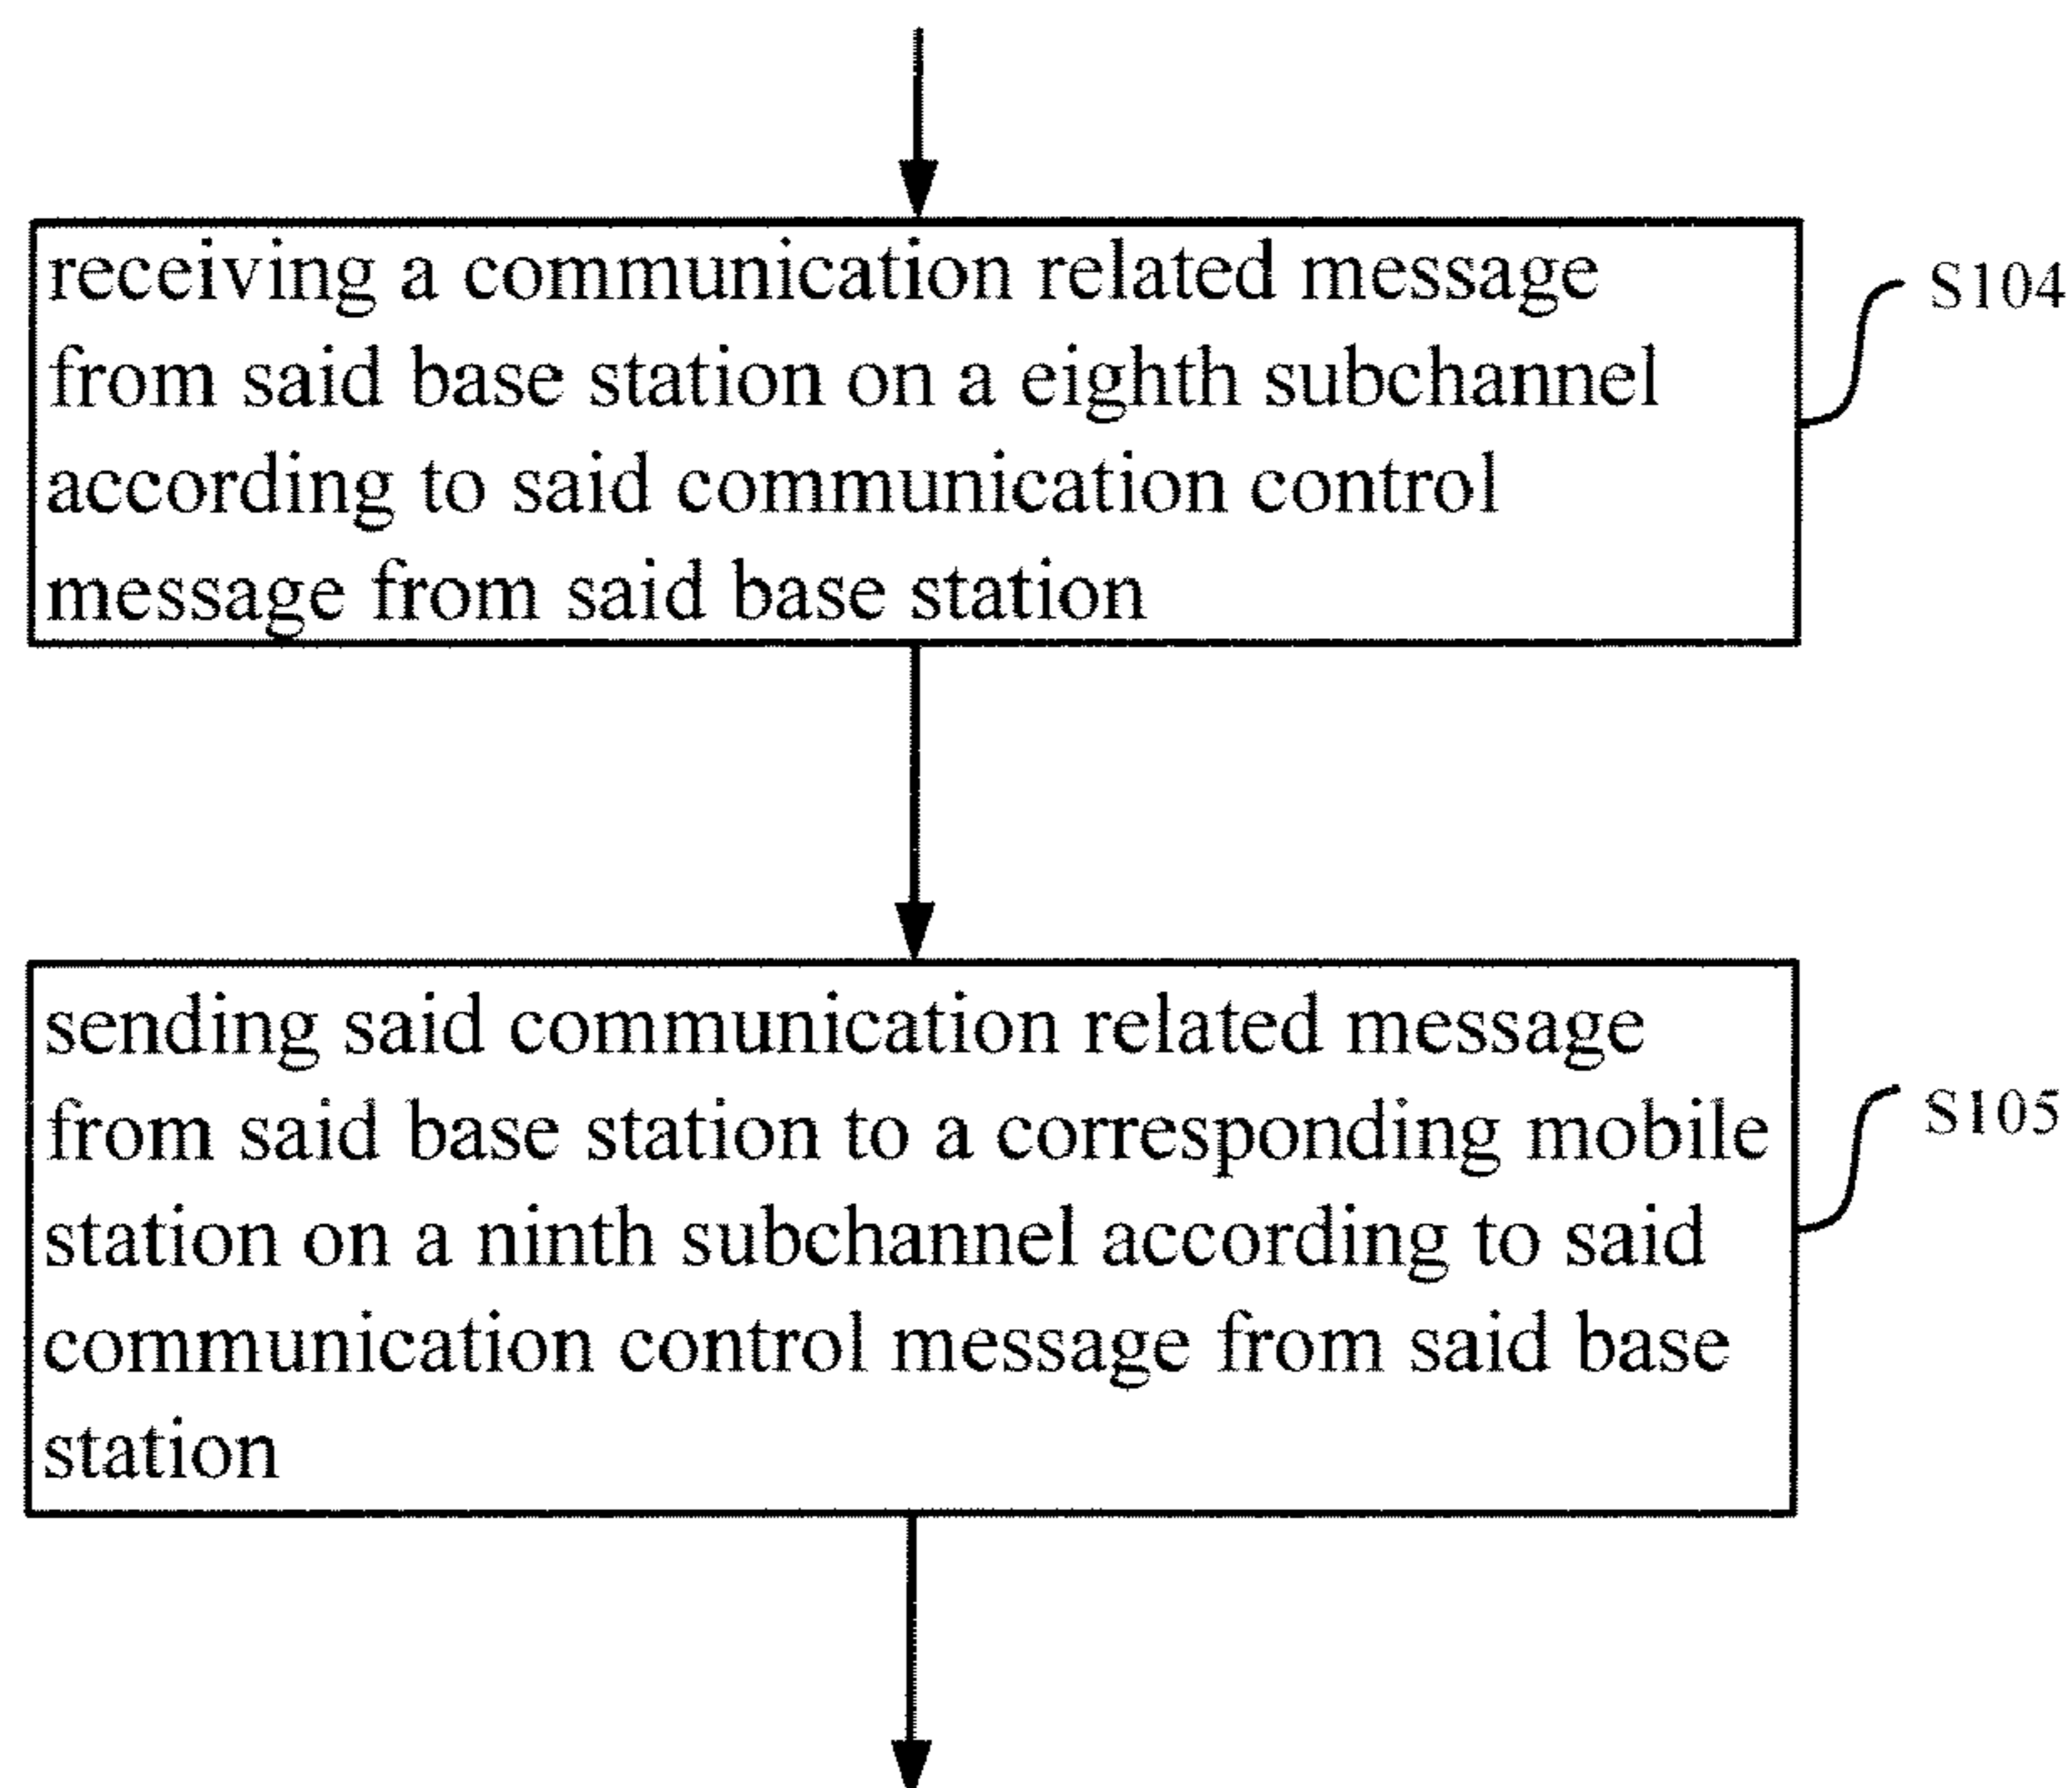 receiving a communication related message
from said base station on a eighth subchannel
according to said communication control
message from said base station
S104
sending said communication related message
from said base station to a corresponding mobile
station on a ninth subchannel according to said
communication control message from said base
station
S105